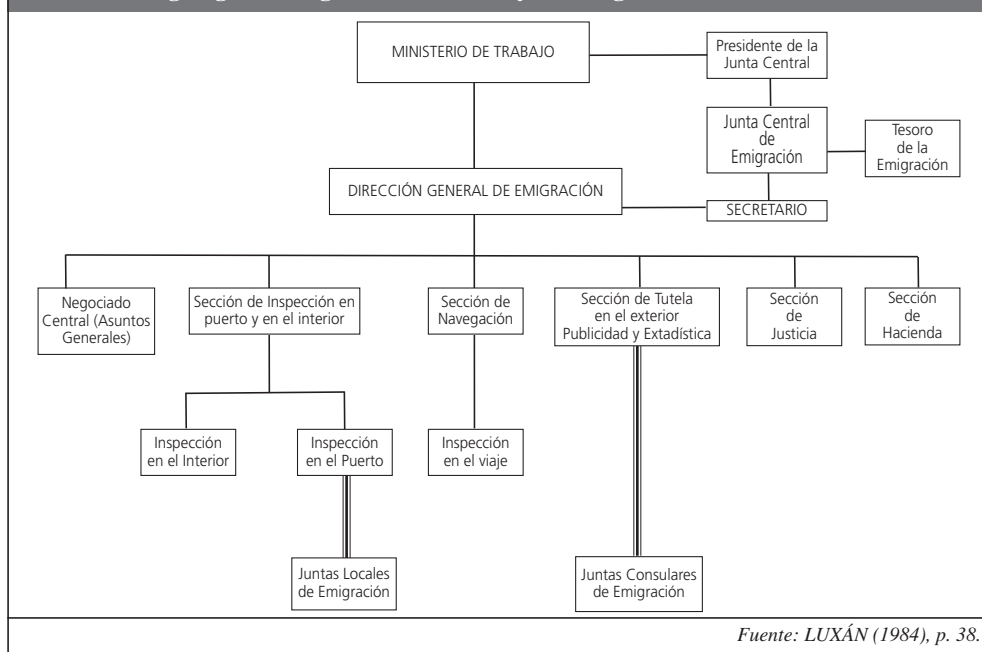 MINISTERIO DE TRABAJO
Presidente de la
Junta Central
Junta Central
de
Emigración
Tesoro
de la
Emigración
DIRECCIÓN GENERAL DE EMIGRACIÓN
SECRETARIO
Negociado
Central (Asuntos
Generales)
Sección de Inspección en
puerto y en el interior
Sección de
Navegación
Sección de Tutela
en el exterior
Publicidad y Estadística
Sección
de
Justicia
Sección
de
Hacienda
Inspección
en el Interior
Inspección
en el Puerto
Inspección
en el viaje
Juntas Locales
de Emigración
Juntas Consulares
de Emigración
Fuente: LUXÁN (1984), p. 38.